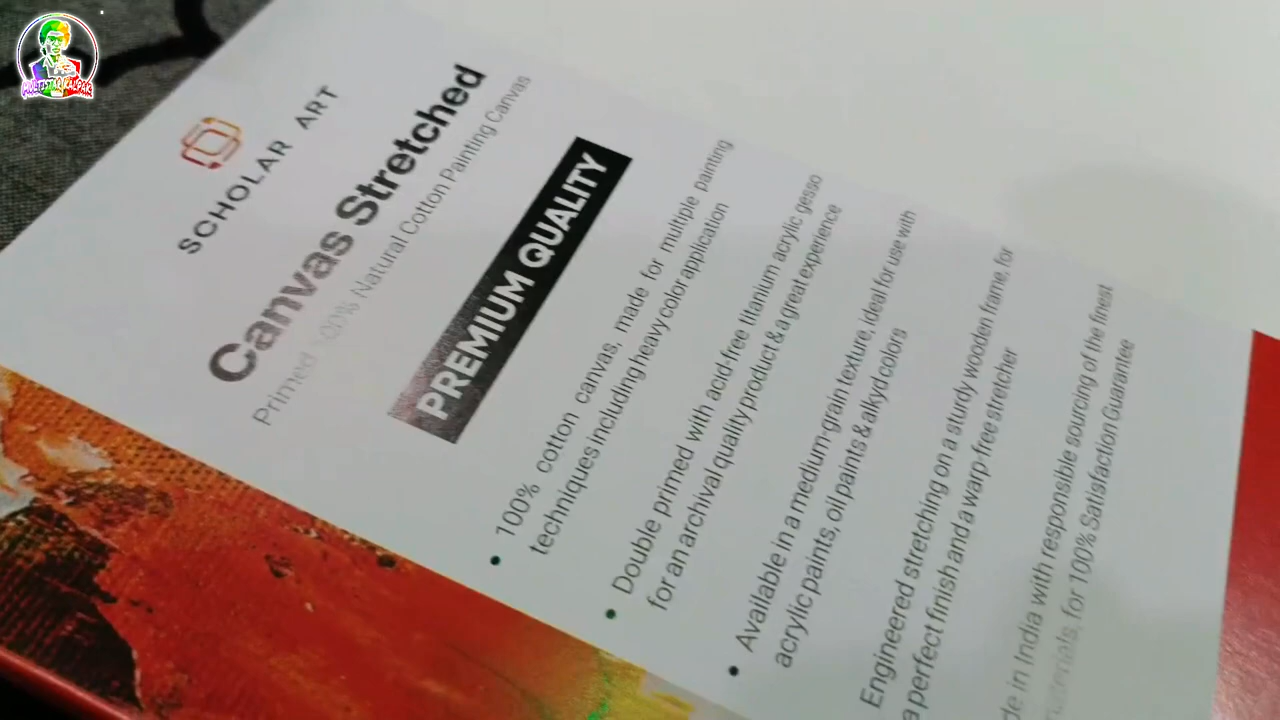 SCHOLAR ART
Canvas Stretched
Primed 100% Natural Cotton Painting Canvas
PREMIUM QUALITY
• 100% cotton canvas, made for multiple painting
techniques including heavy color application
• Double primed with acid-free titanium acrylic gesso
for an archival quality product & a great experience
• Available in a medium-grain texture, ideal for use with
acrylic paints, oil paints & alkyd colors
Engineered stretching on a sturdy wooden frame, for
a perfect finish and a warp-free stretcher
de in India with responsible sourcing of the finest
materials, for 100% Satisfaction Guarantee